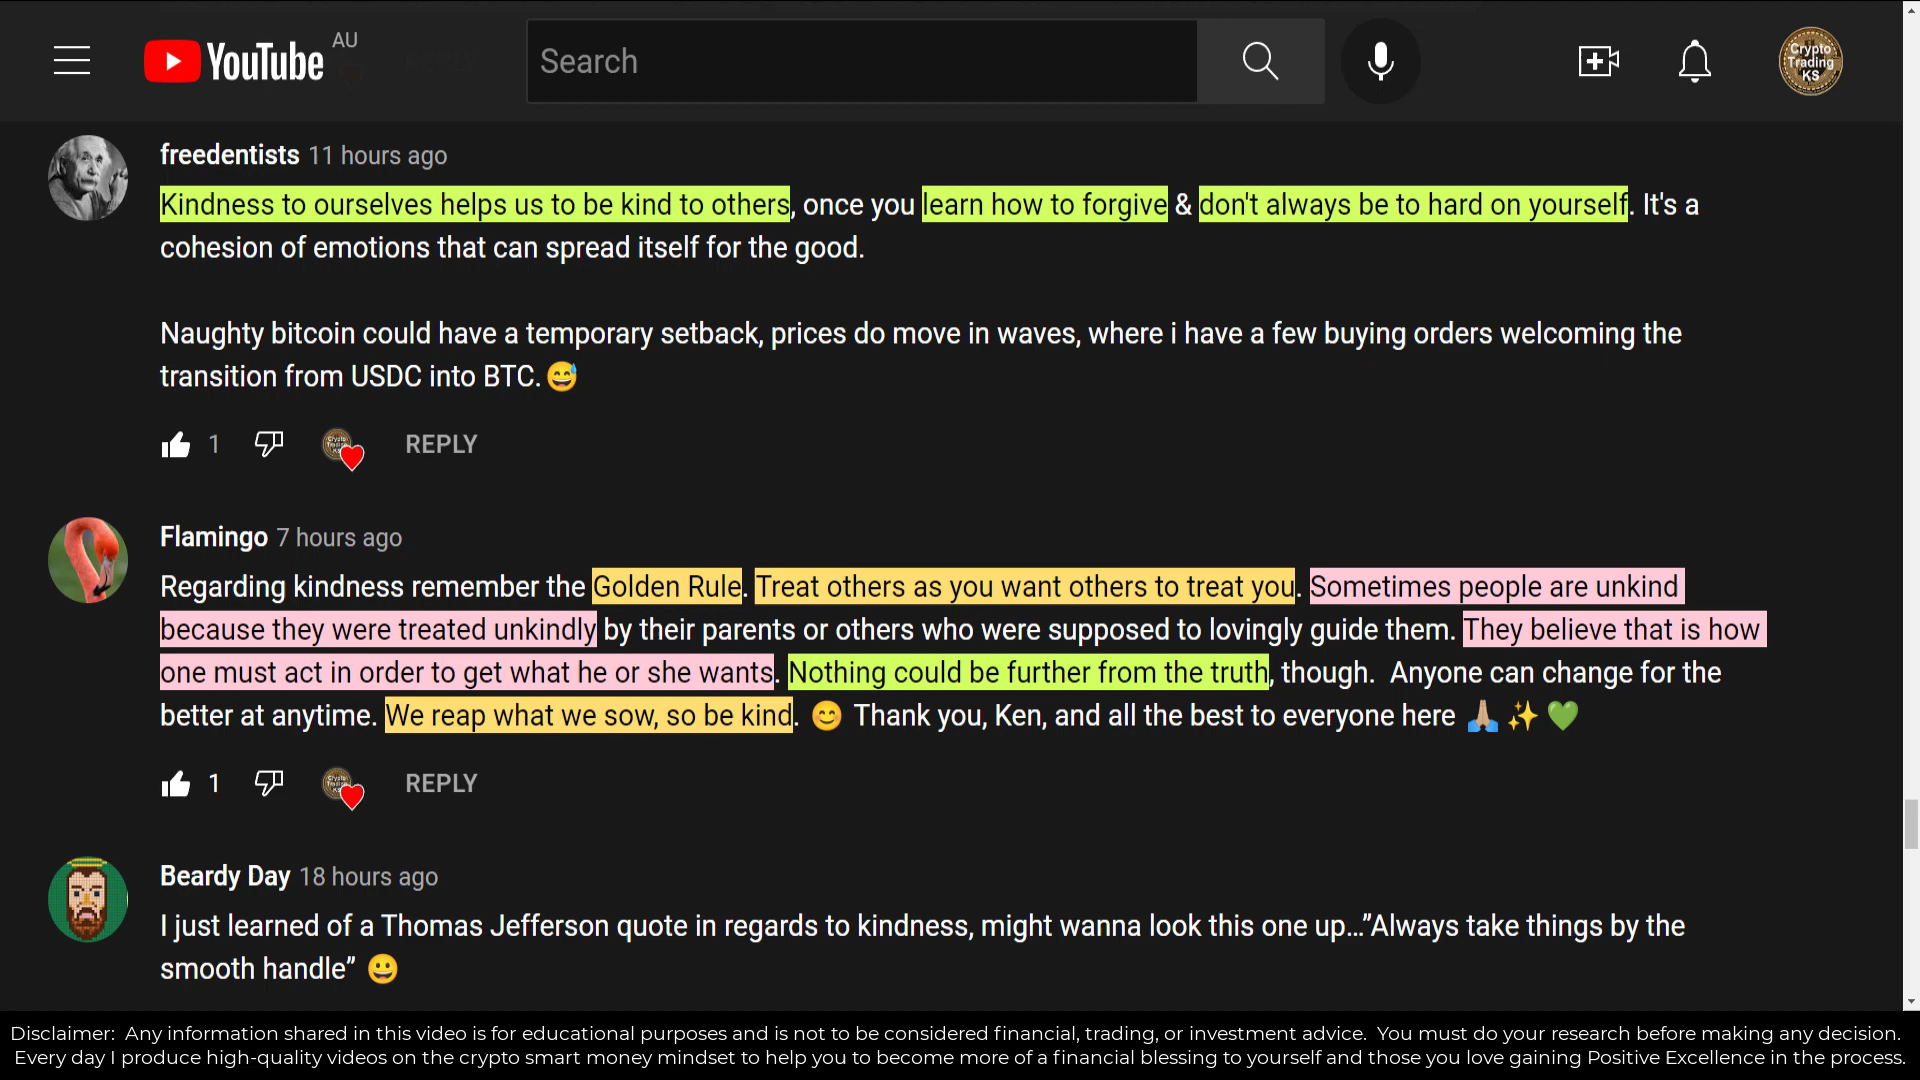 YouTube AU
Search
Crypto
Trading
KS
freedentists 11 hours ago
Kindness to ourselves helps us to be kind to others, once you learn how to forgive & don't always be to hard on yourself. It's a
cohesion of emotions that can spread itself for the good.
Naughty bitcoin could have a temporary setback, prices do move in waves, where i have a few buying orders welcoming the
transition from USDC into BTC.😅
1 REPLY
Flamingo 7 hours ago
Regarding kindness remember the Golden Rule. Treat others as you want others to treat you. Sometimes people are unkind
because they were treated unkindly by their parents or others who were supposed to lovingly guide them. They believe that is how
one must act in order to get what he or she wants. Nothing could be further from the truth, though. Anyone can change for the
better at anytime. We reap what we sow, so be kind. 😊 Thank you, Ken, and all the best to everyone here 🙏🏼 ✨ 💚
1 REPLY
Beardy Day 18 hours ago
I just learned of a Thomas Jefferson quote in regards to kindness, might wanna look this one up…”Always take things by the
smooth handle” 😀
Disclaimer: Any information shared in this video is for educational purposes and is not to be considered financial, trading, or investment advice. You must do your research before making any decision.
Every day I produce high-quality videos on the crypto smart money mindset to help you to become more of a financial blessing to yourself and those you love gaining Positive Excellence in the process.